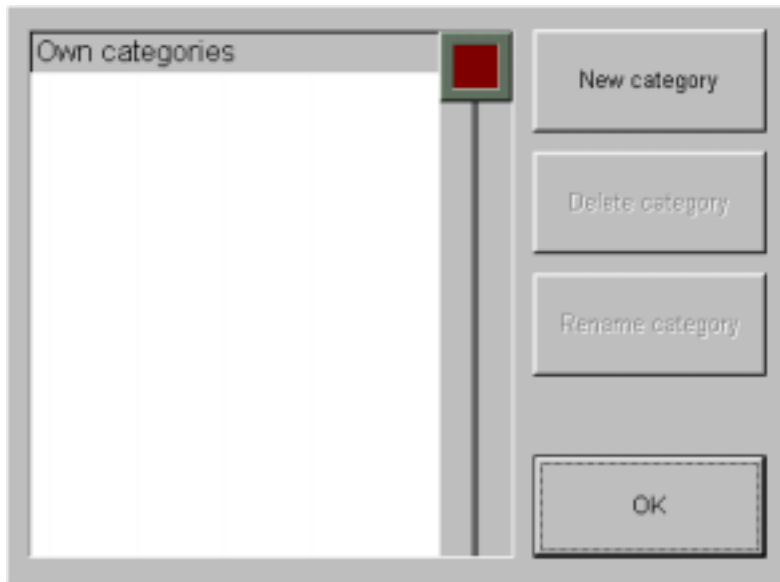 Own categories
New category
Delete category
Rename category
OK